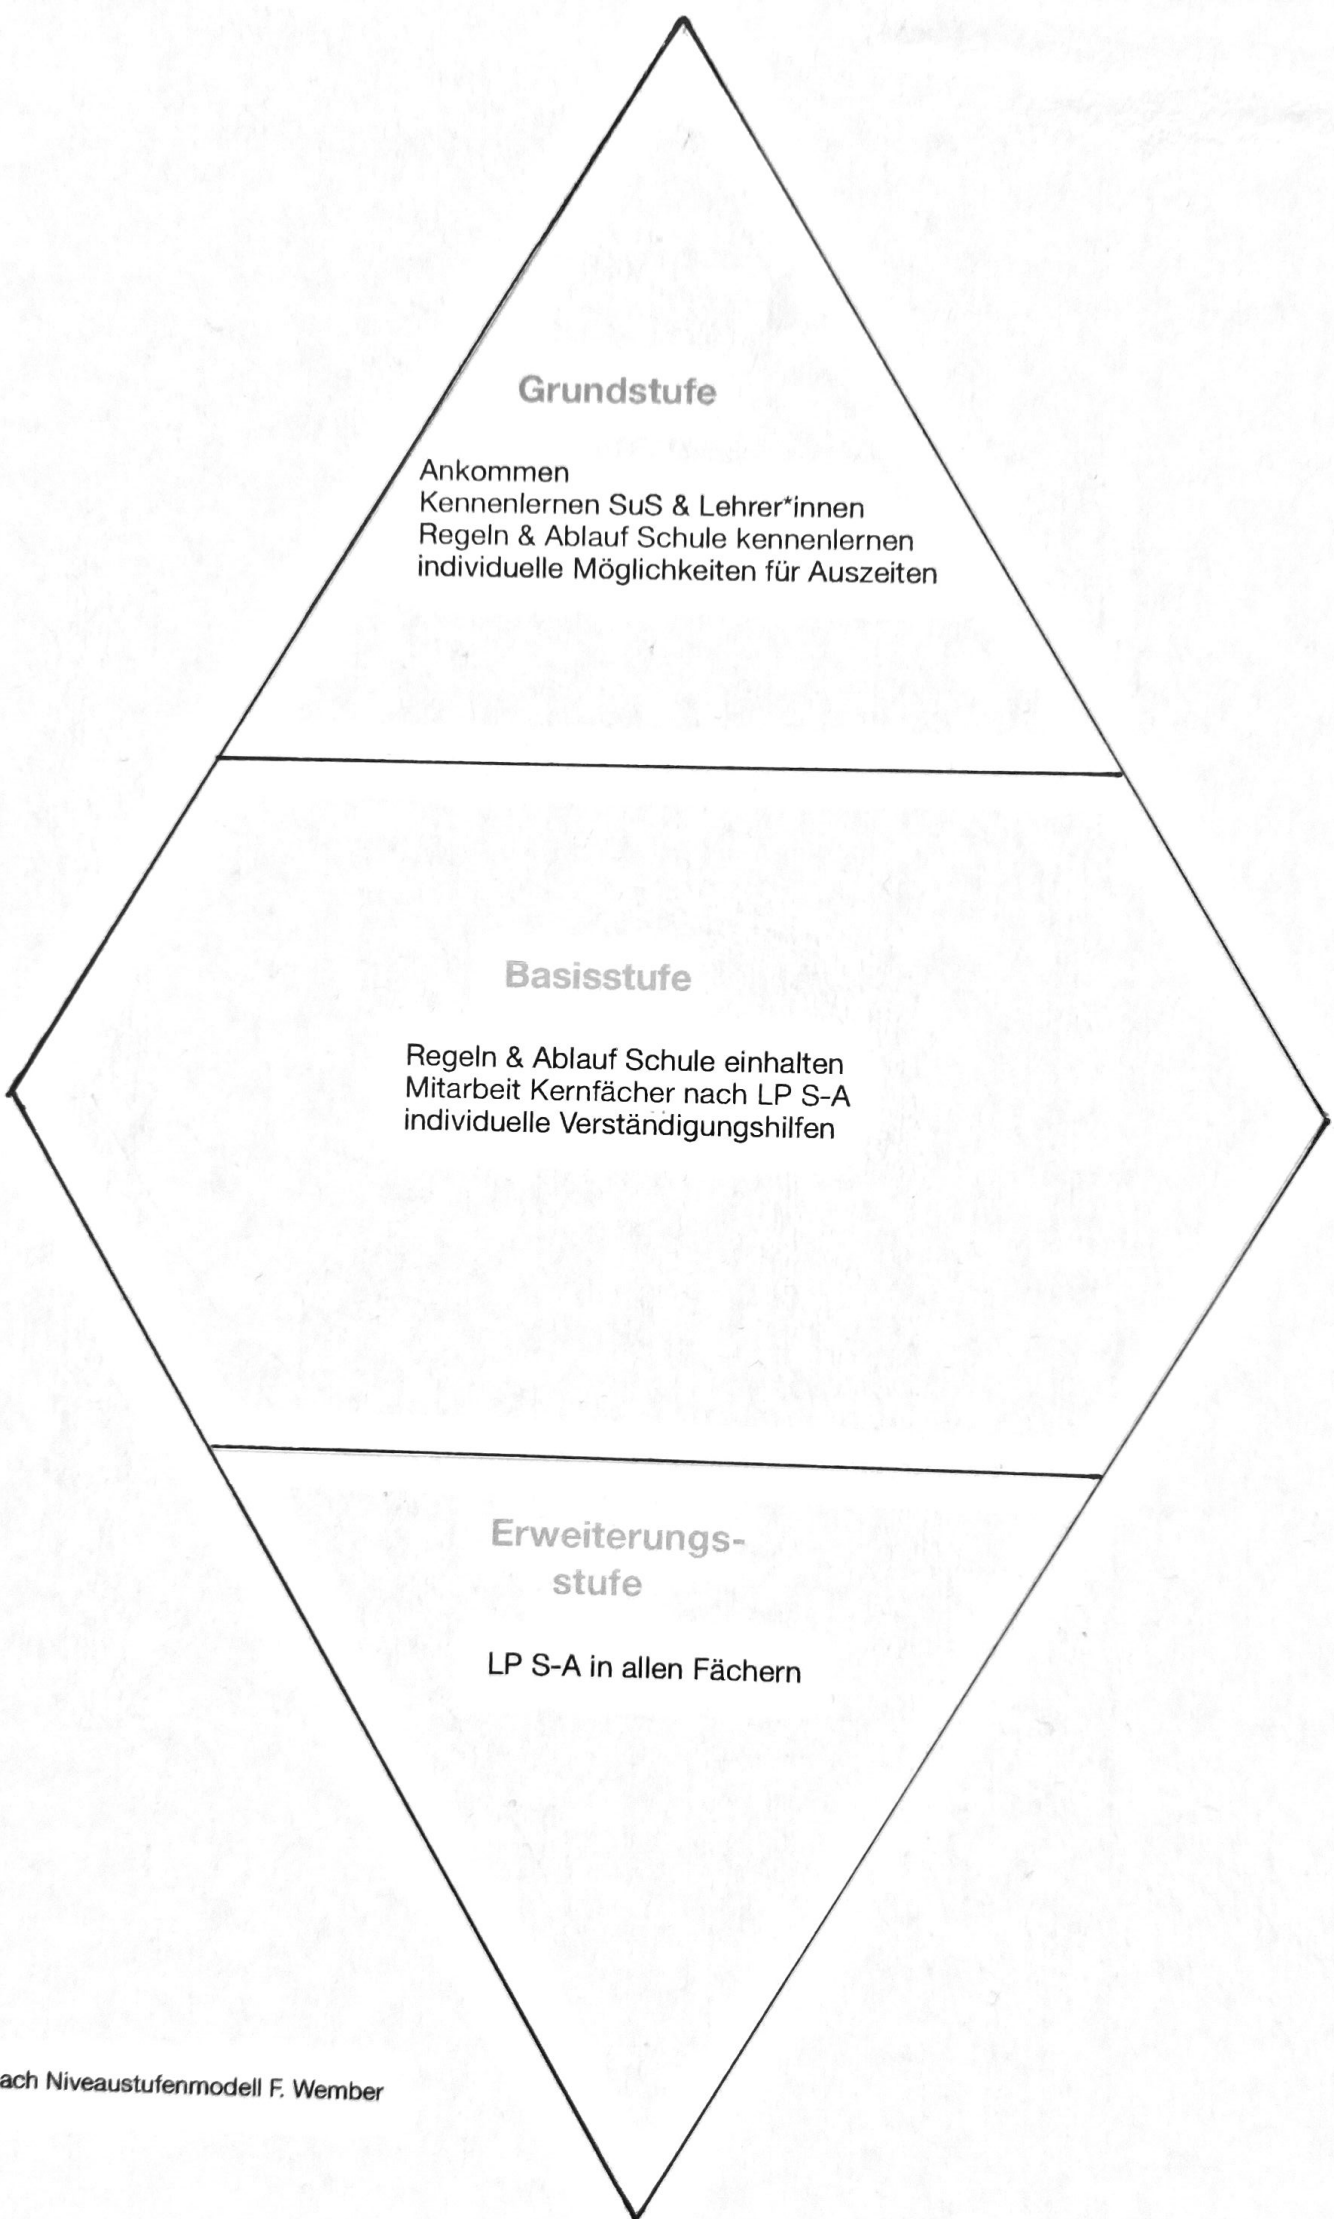 Grundstufe
Ankommen
Kennenlernen SuS & Lehrer*innen
Regeln & Ablauf Schule kennenlernen
individuelle Möglichkeiten für Auszeiten
Basisstufe
Regeln & Ablauf Schule einhalten
Mitarbeit Kernfächer nach LP S-A
individuelle Verständigungshilfen
Erweiterungs-
stufe
LP S-A in allen Fächern
ach Niveaustufenmodell F. Wember